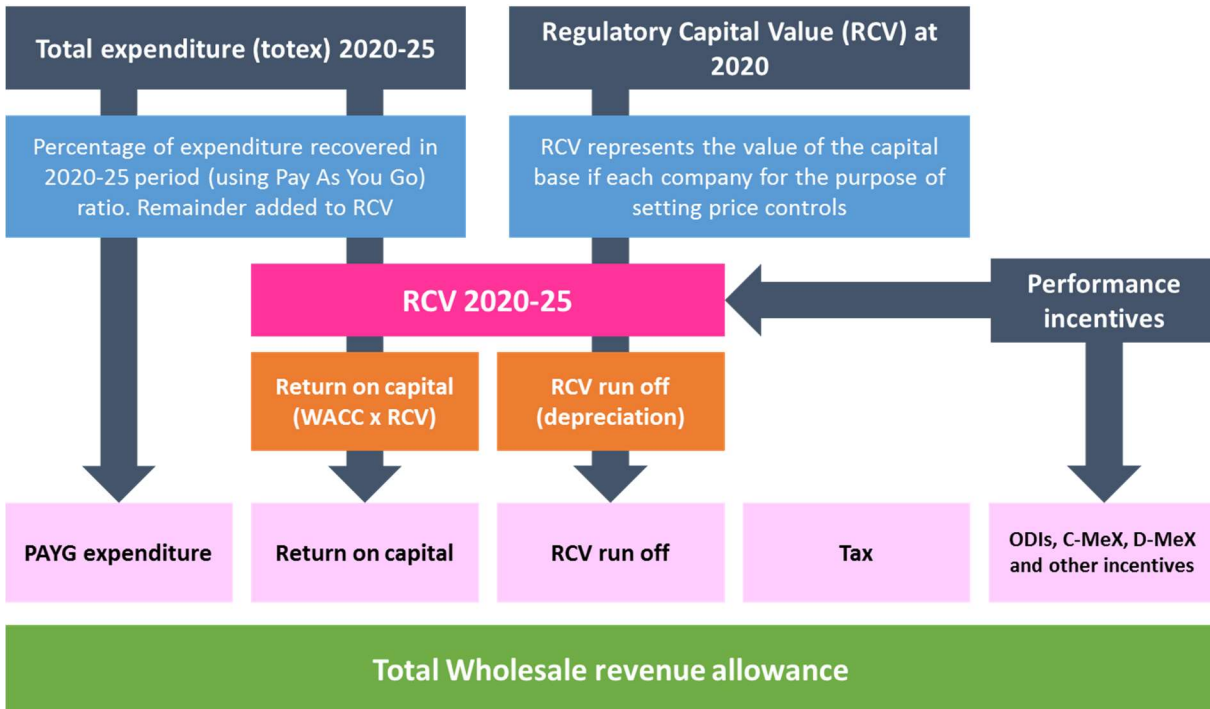 Total expenditure (totex) 2020-25
Regulatory Capital Value (RCV) at
2020
Percentage of expenditure recovered in
2020-25 period (using Pay As You Go)
ratio. Remainder added to RCV
RCV represents the value of the capital
base if each company for the purpose of
setting price controls
RCV 2020-25
Performance
incentives
Return on capital
(WACC x RCV)
RCV run off
(depreciation)
PAYG expenditure
Return on capital
RCV run off
Tax
ODIs, C-MeX, D-MeX
and other incentives
Total Wholesale revenue allowance